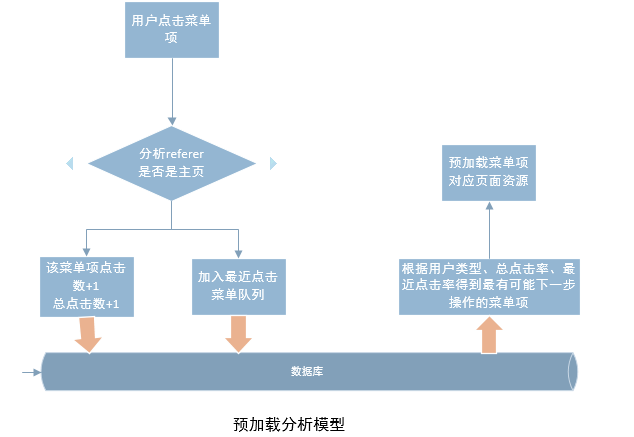 用户点击菜单
项
分析referer
是否是主页
预加载菜单项
对应页面资源
该菜单项点击
数+1
总点击数+1
加入最近点击
菜单队列
根据用户类型、总点击率、最
近点击率得到最有可能下一步
操作的菜单项
数据库
预加载分析模型